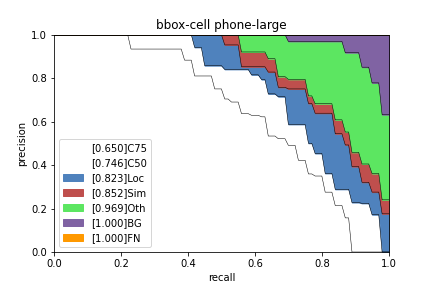 bbox-cell phone-large
1.0
0.8
0.6
0.4
0.2
0.0
precision
[0.650]C75
[0.746]C50
[0.823]Loc
[0.852]Sim
[0.969]Oth
[1.000]BG
[1.000]FN
0.0 0.2 0.4 0.6 0.8 1.0
recall